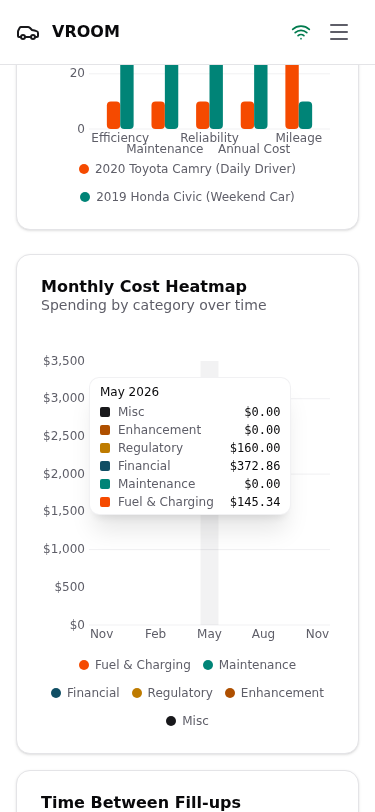 VROOM
20
0
Efficiency Reliability Mileage
Maintenance Annual Cost
2020 Toyota Camry (Daily Driver)
2019 Honda Civic (Weekend Car)
Monthly Cost Heatmap
Spending by category over time
$3,500
$3,000
$2,500
$2,000
$1,500
$1,000
$500
$0
May 2026
Misc $0.00
Enhancement $0.00
Regulatory $160.00
Financial $372.86
Maintenance $0.00
Fuel & Charging $145.34
Nov Feb May Aug Nov
Fuel & Charging Maintenance
Financial Regulatory Enhancement
Misc
Time Between Fill-ups